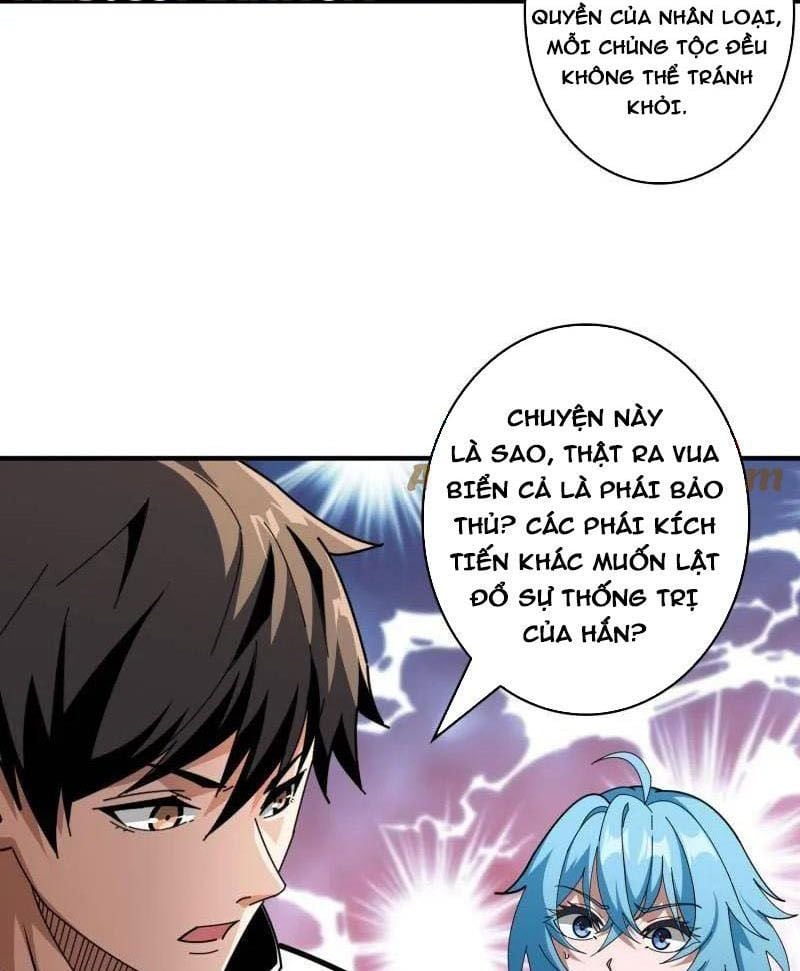 QUYỀN CỦA NHÂN LOẠI,
MỖI CHỦNG TỘC ĐỀU
KHÔNG THỂ TRÁNH
KHỎI.
CHUYỆN NÀY
LÀ SAO, THẬT RA VUA
BIỂN CẢ LÀ PHÁI BẢO
THỦ? CÁC PHÁI KÍCH
TIẾN KHÁC MUỐN LẬT
ĐỔ SỰ THỐNG TRỊ
CỦA HẮN?